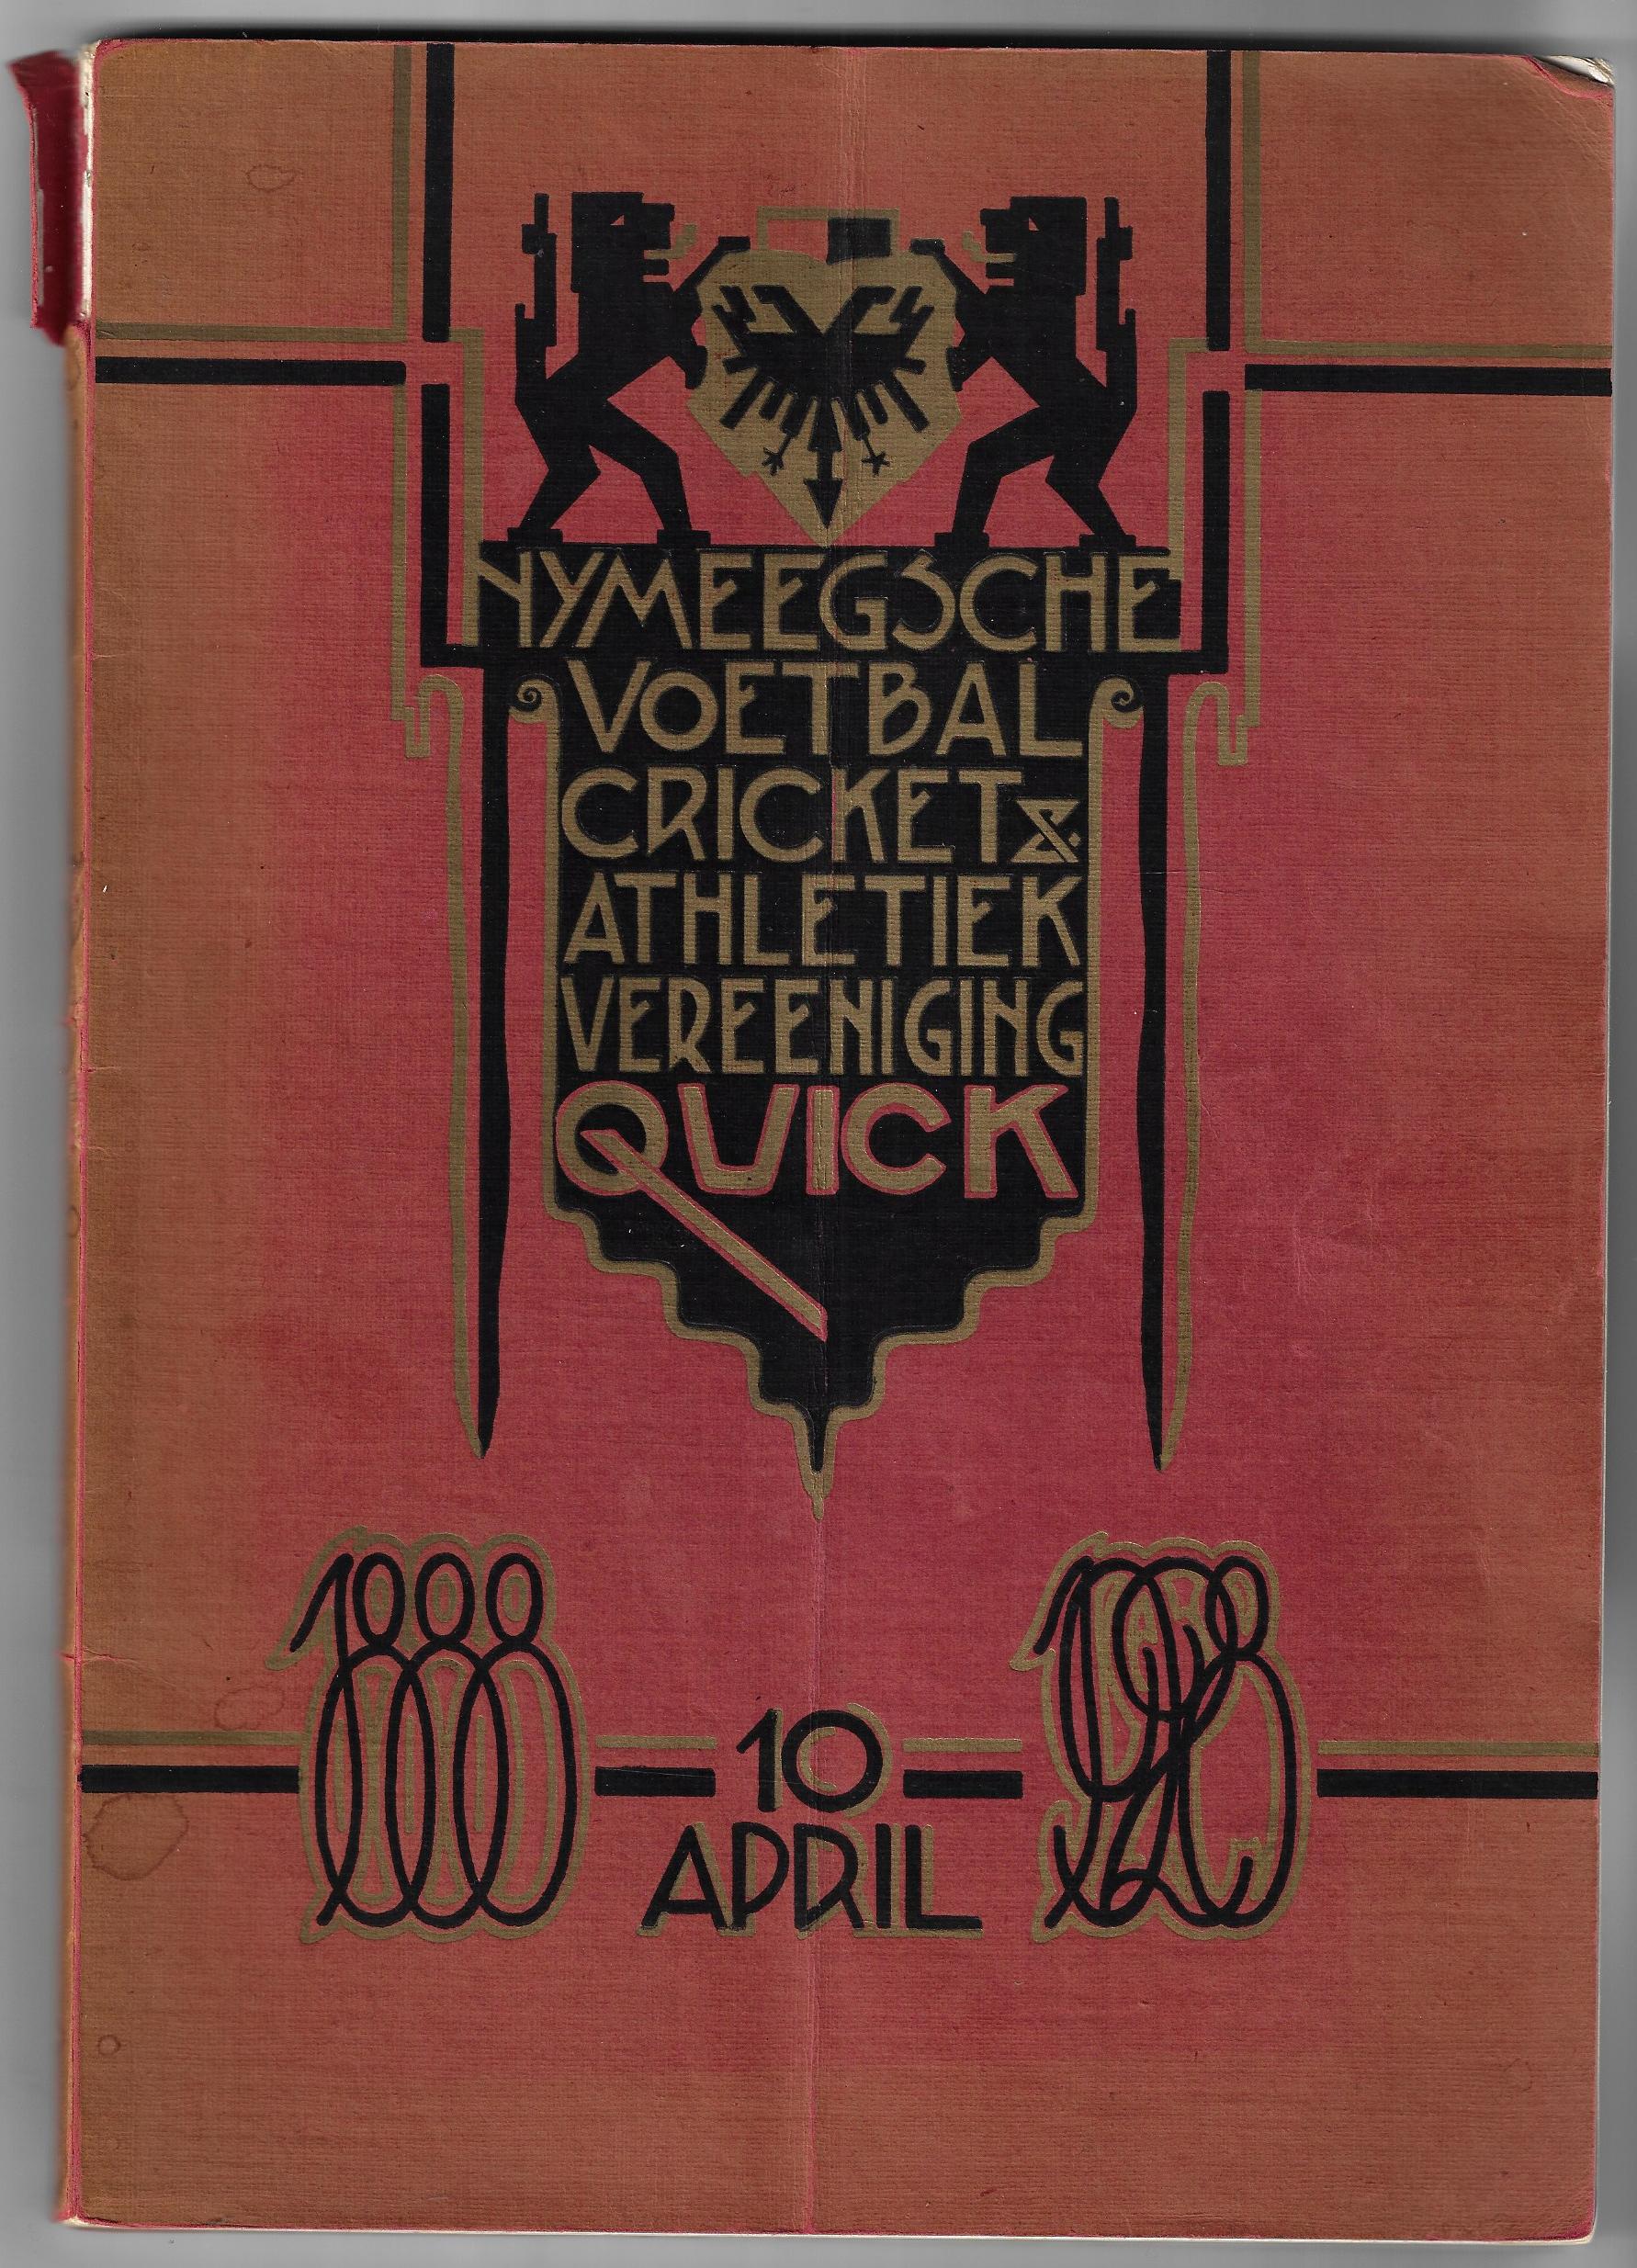 NYMEEGSCHE
VOETBAL
CRICKET &
ATHLETIEK
VEREENIGING
QUICK
1888 — 10 — 1928
APRIL